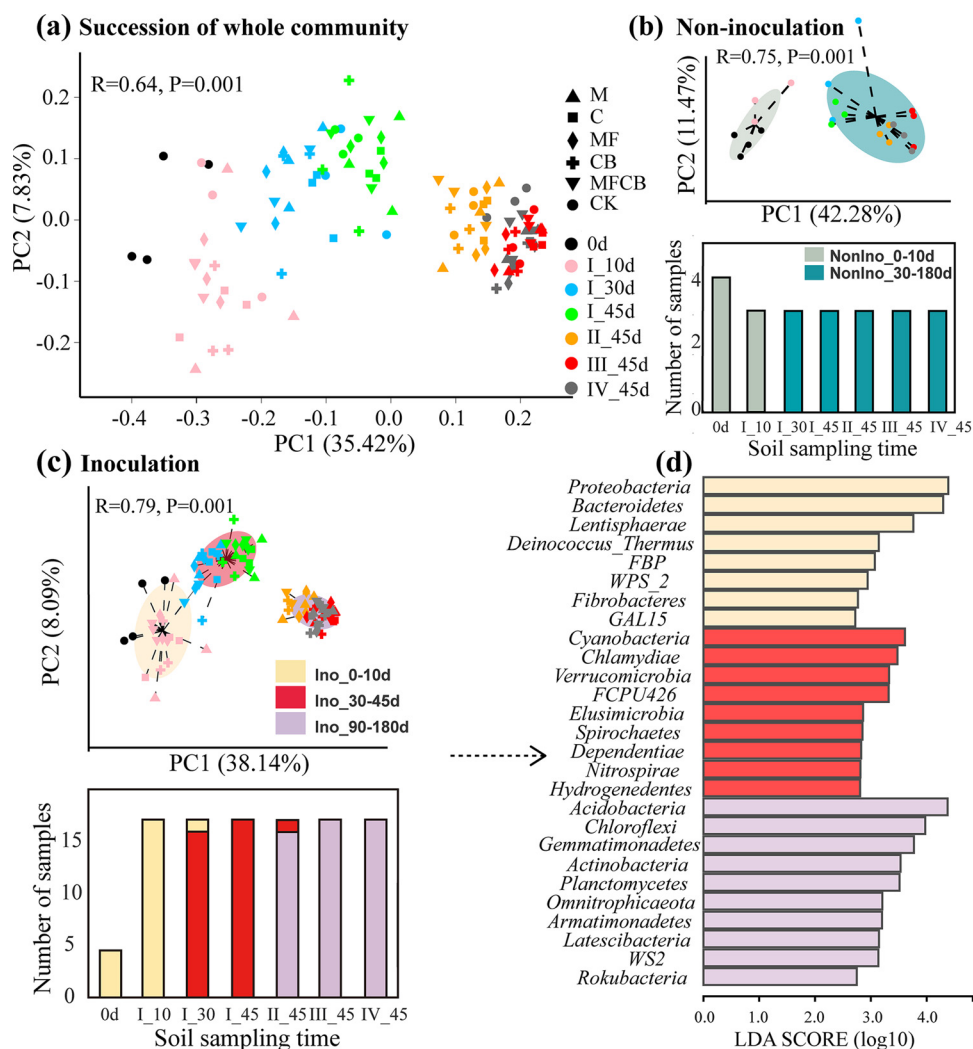 (a) Succession of whole community
R=0.64, P=0.001
PC2 (7.83%)
0.2
0.1
0.0
-0.1
-0.2
-0.4
-0.3
-0.2
-0.1
0.0
0.1
0.2
PC1 (35.42%)
M
C
MF
CB
MFCB
CK
0d
I_10d
I_30d
I_45d
II_45d
III_45d
IV_45d
(b) Non-inoculation
R=0.75, P=0.001
PC2 (11.47%)
PC1 (42.28%)
NonIno_0-10d
NonIno_30-180d
Number of samples
4
2
3
0
0d
I_10
I_30
I_45
II_45
III_45
IV_45
Soil sampling time
(c) Inoculation
R=0.79, P=0.001
PC2 (8.09%)
Ino_0-10d
Ino_30-45d
Ino_90-180d
PC1 (38.14%)
Number of samples
15
10
5
0
0d
I_10
I_30
I_45
II_45
III_45
IV_45
Soil sampling time
(d)
Proteobacteria
Bacteroidetes
Lentisphaerae
Deinococcus_Thermus
FBP
WPS_2
Fibrobacteres
GAL15
Cyanobacteria
Chlamydiae
Verrucomicrobia
FCPU426
Elusimicrobia
Spirochaetes
Dependentiae
Nitrospirae
Hydrogenedentes
Acidobacteria
Chloroflexi
Gemmatimonadetes
Actinobacteria
Planctomycetes
Omnitrophicaeota
Armatimonadetes
Latescibacteria
WS2
Rokubacteria
0.0
1.0
2.0
3.0
4.0
LDA SCORE (log10)